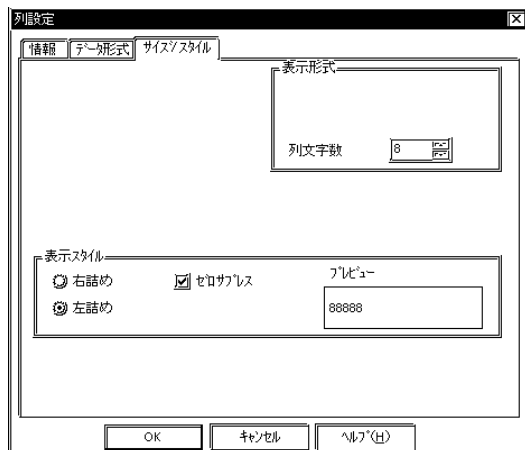 列設定
情報 ﾃﾞｰﾀ形式 ｻｲｽﾞ/ｽﾀｲﾙ
表示形式
列文字数 8
表示ｽﾀｲﾙ
右詰め ｾﾞﾛｻﾌﾟﾚｽ ﾌﾟﾚﾋﾞｭｰ
左詰め 88888
OK ｷｬﾝｾﾙ ﾍﾙﾌﾟ(H)